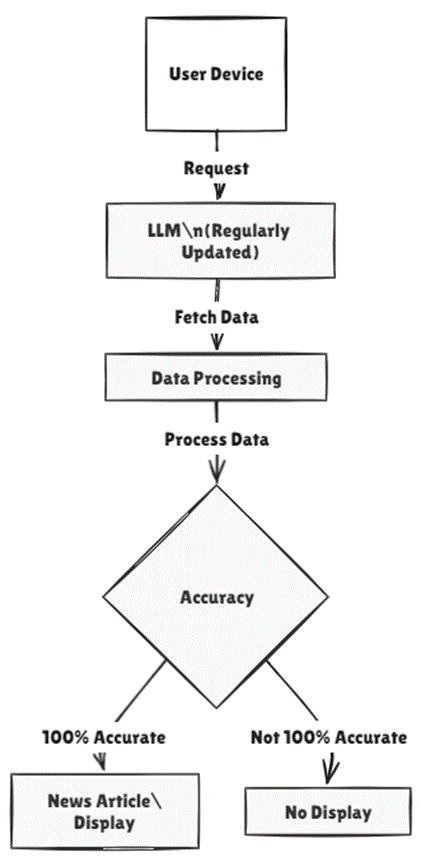 User Device
Request
LLM\n(Regularly
Updated)
Fetch Data
Data Processing
Process Data
Accuracy
100% Accurate
Not 100% Accurate
News Article\
Display
No Display